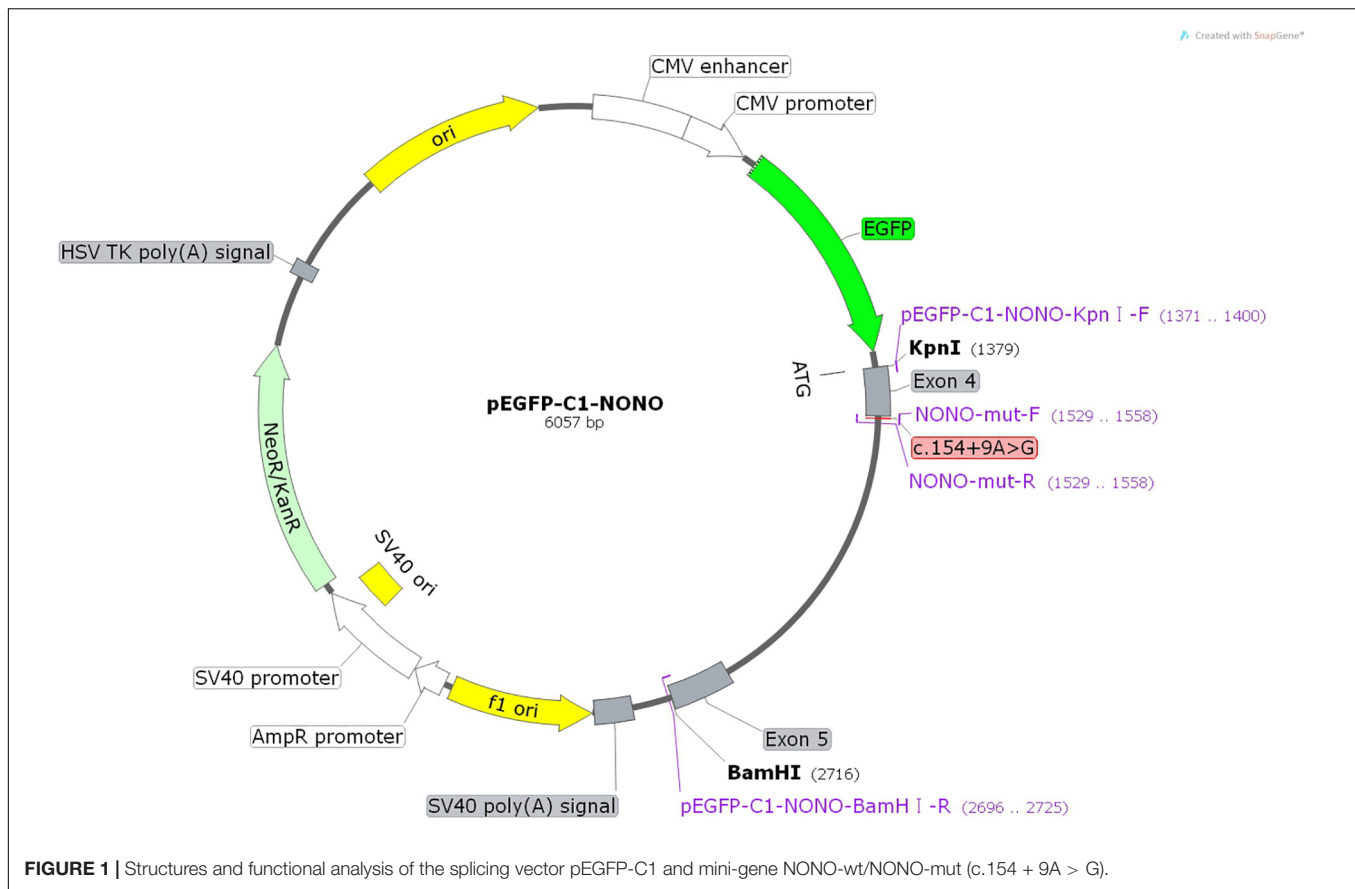 Created with SnapGene®
CMV enhancer
CMV promoter
ori
EGFP
HSV TK poly(A) signal
pEGFP-C1-NONO-Kpn Ⅰ-F (1371 .. 1400)
KpnI (1379)
ATG
Exon 4
pEGFP-C1-NONO
6057 bp
NONO-mut-F (1529 .. 1558)
c.154+9A>G
NONO-mut-R (1529 .. 1558)
NeoR/KanR
SV40 ori
SV40 promoter
f1 ori
AmpR promoter
Exon 5
BamHI (2716)
SV40 poly(A) signal
pEGFP-C1-NONO-BamH Ⅰ-R (2696 .. 2725)
FIGURE 1 | Structures and functional analysis of the splicing vector pEGFP-C1 and mini-gene NONO-wt/NONO-mut (c.154 + 9A > G).